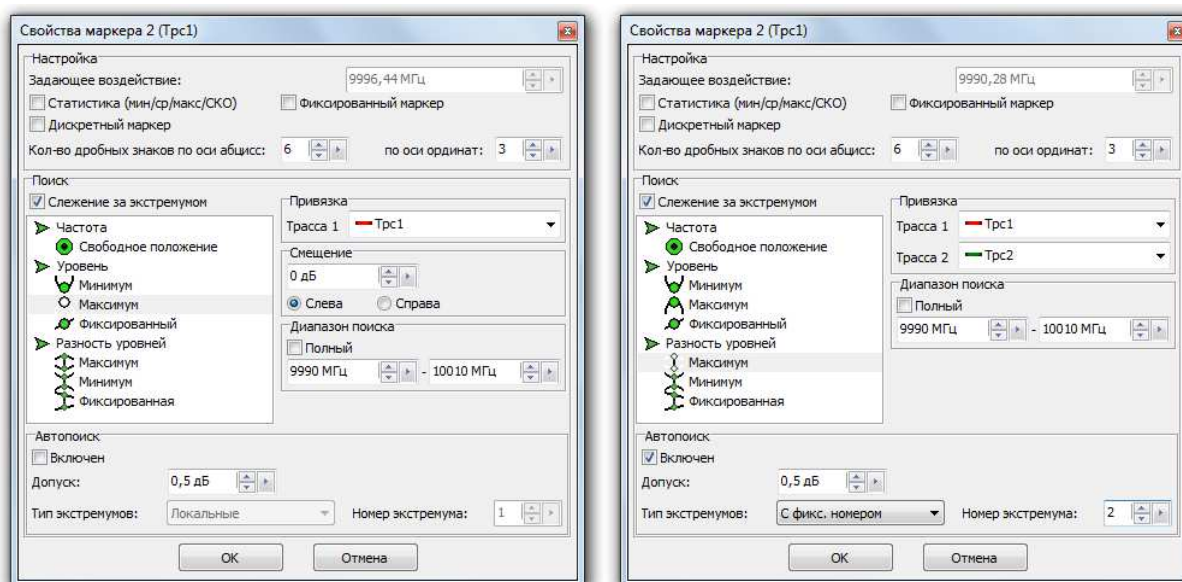 Свойства маркера 2 (Трс1)
Настройка
Задающее воздействие: 9996,44 МГц
Статистика (мин/ср/макс/СКО) Фиксированный маркер
Дискретный маркер
Кол-во дробных знаков по оси абцисс: 6 по оси ординат: 3
Поиск
Слежение за экстремумом
Частота
Свободное положение
Уровень
Минимум
Максимум
Фиксированный
Разность уровней
Максимум
Минимум
Фиксированная
Привязка
Трасса 1 Трс1
Смещение
0 дБ
Слева Справа
Диапазон поиска
Полный
9990 МГц - 10010 МГц
Автопоиск
Включен
Допуск: 0,5 дБ
Тип экстремумов: Локальные Номер экстремума: 1
ОК Отмена
Свойства маркера 2 (Трс1)
Настройка
Задающее воздействие: 9990,28 МГц
Статистика (мин/ср/макс/СКО) Фиксированный маркер
Дискретный маркер
Кол-во дробных знаков по оси абцисс: 6 по оси ординат: 3
Поиск
Слежение за экстремумом
Частота
Свободное положение
Уровень
Минимум
Максимум
Фиксированный
Разность уровней
Максимум
Минимум
Фиксированная
Привязка
Трасса 1 Трс1
Трасса 2 Трс2
Диапазон поиска
Полный
9990 МГц - 10010 МГц
Автопоиск
Включен
Допуск: 0,5 дБ
Тип экстремумов: С фикс. номером Номер экстремума: 2
ОК Отмена